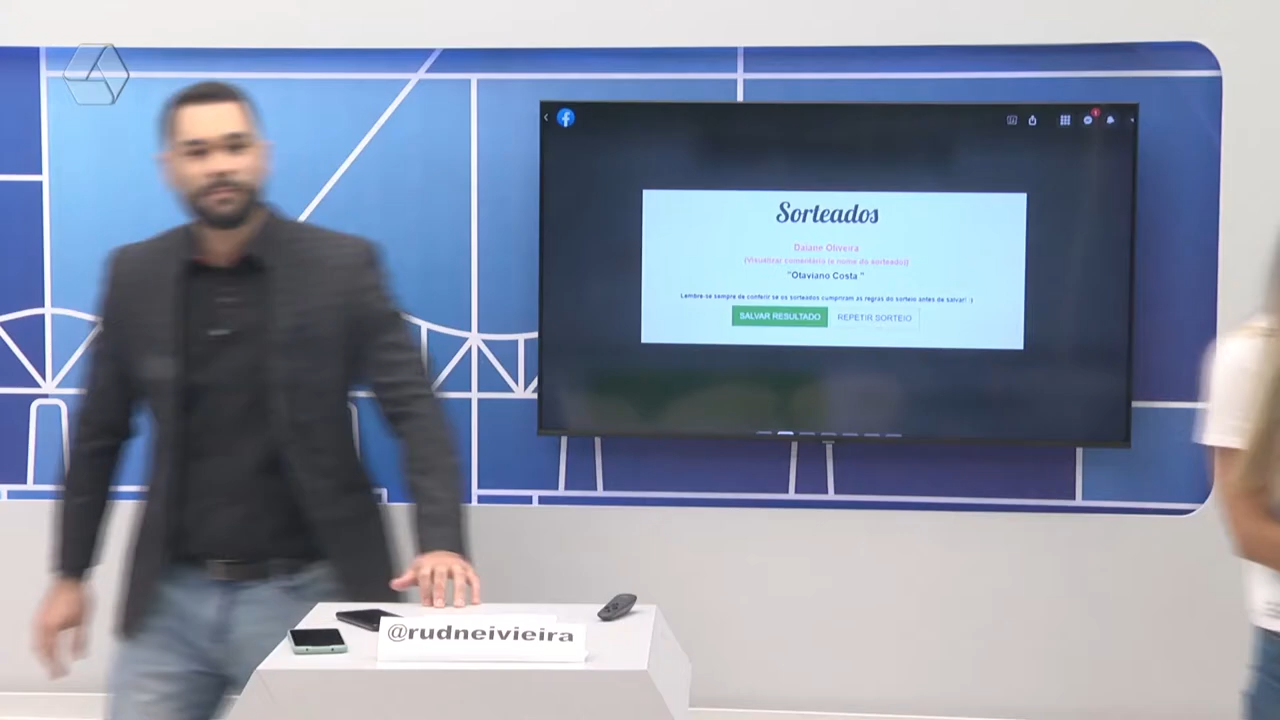 Sorteados
Daiane Oliveira
(Visualizar comentário (e nome do sorteado))
"Otaviano Costa "
Lembre-se sempre de conferir se os sorteados cumpriram as regras do sorteio antes de salvar! :)
SALVAR RESULTADO
REPETIR SORTEIO
@rudneivieira